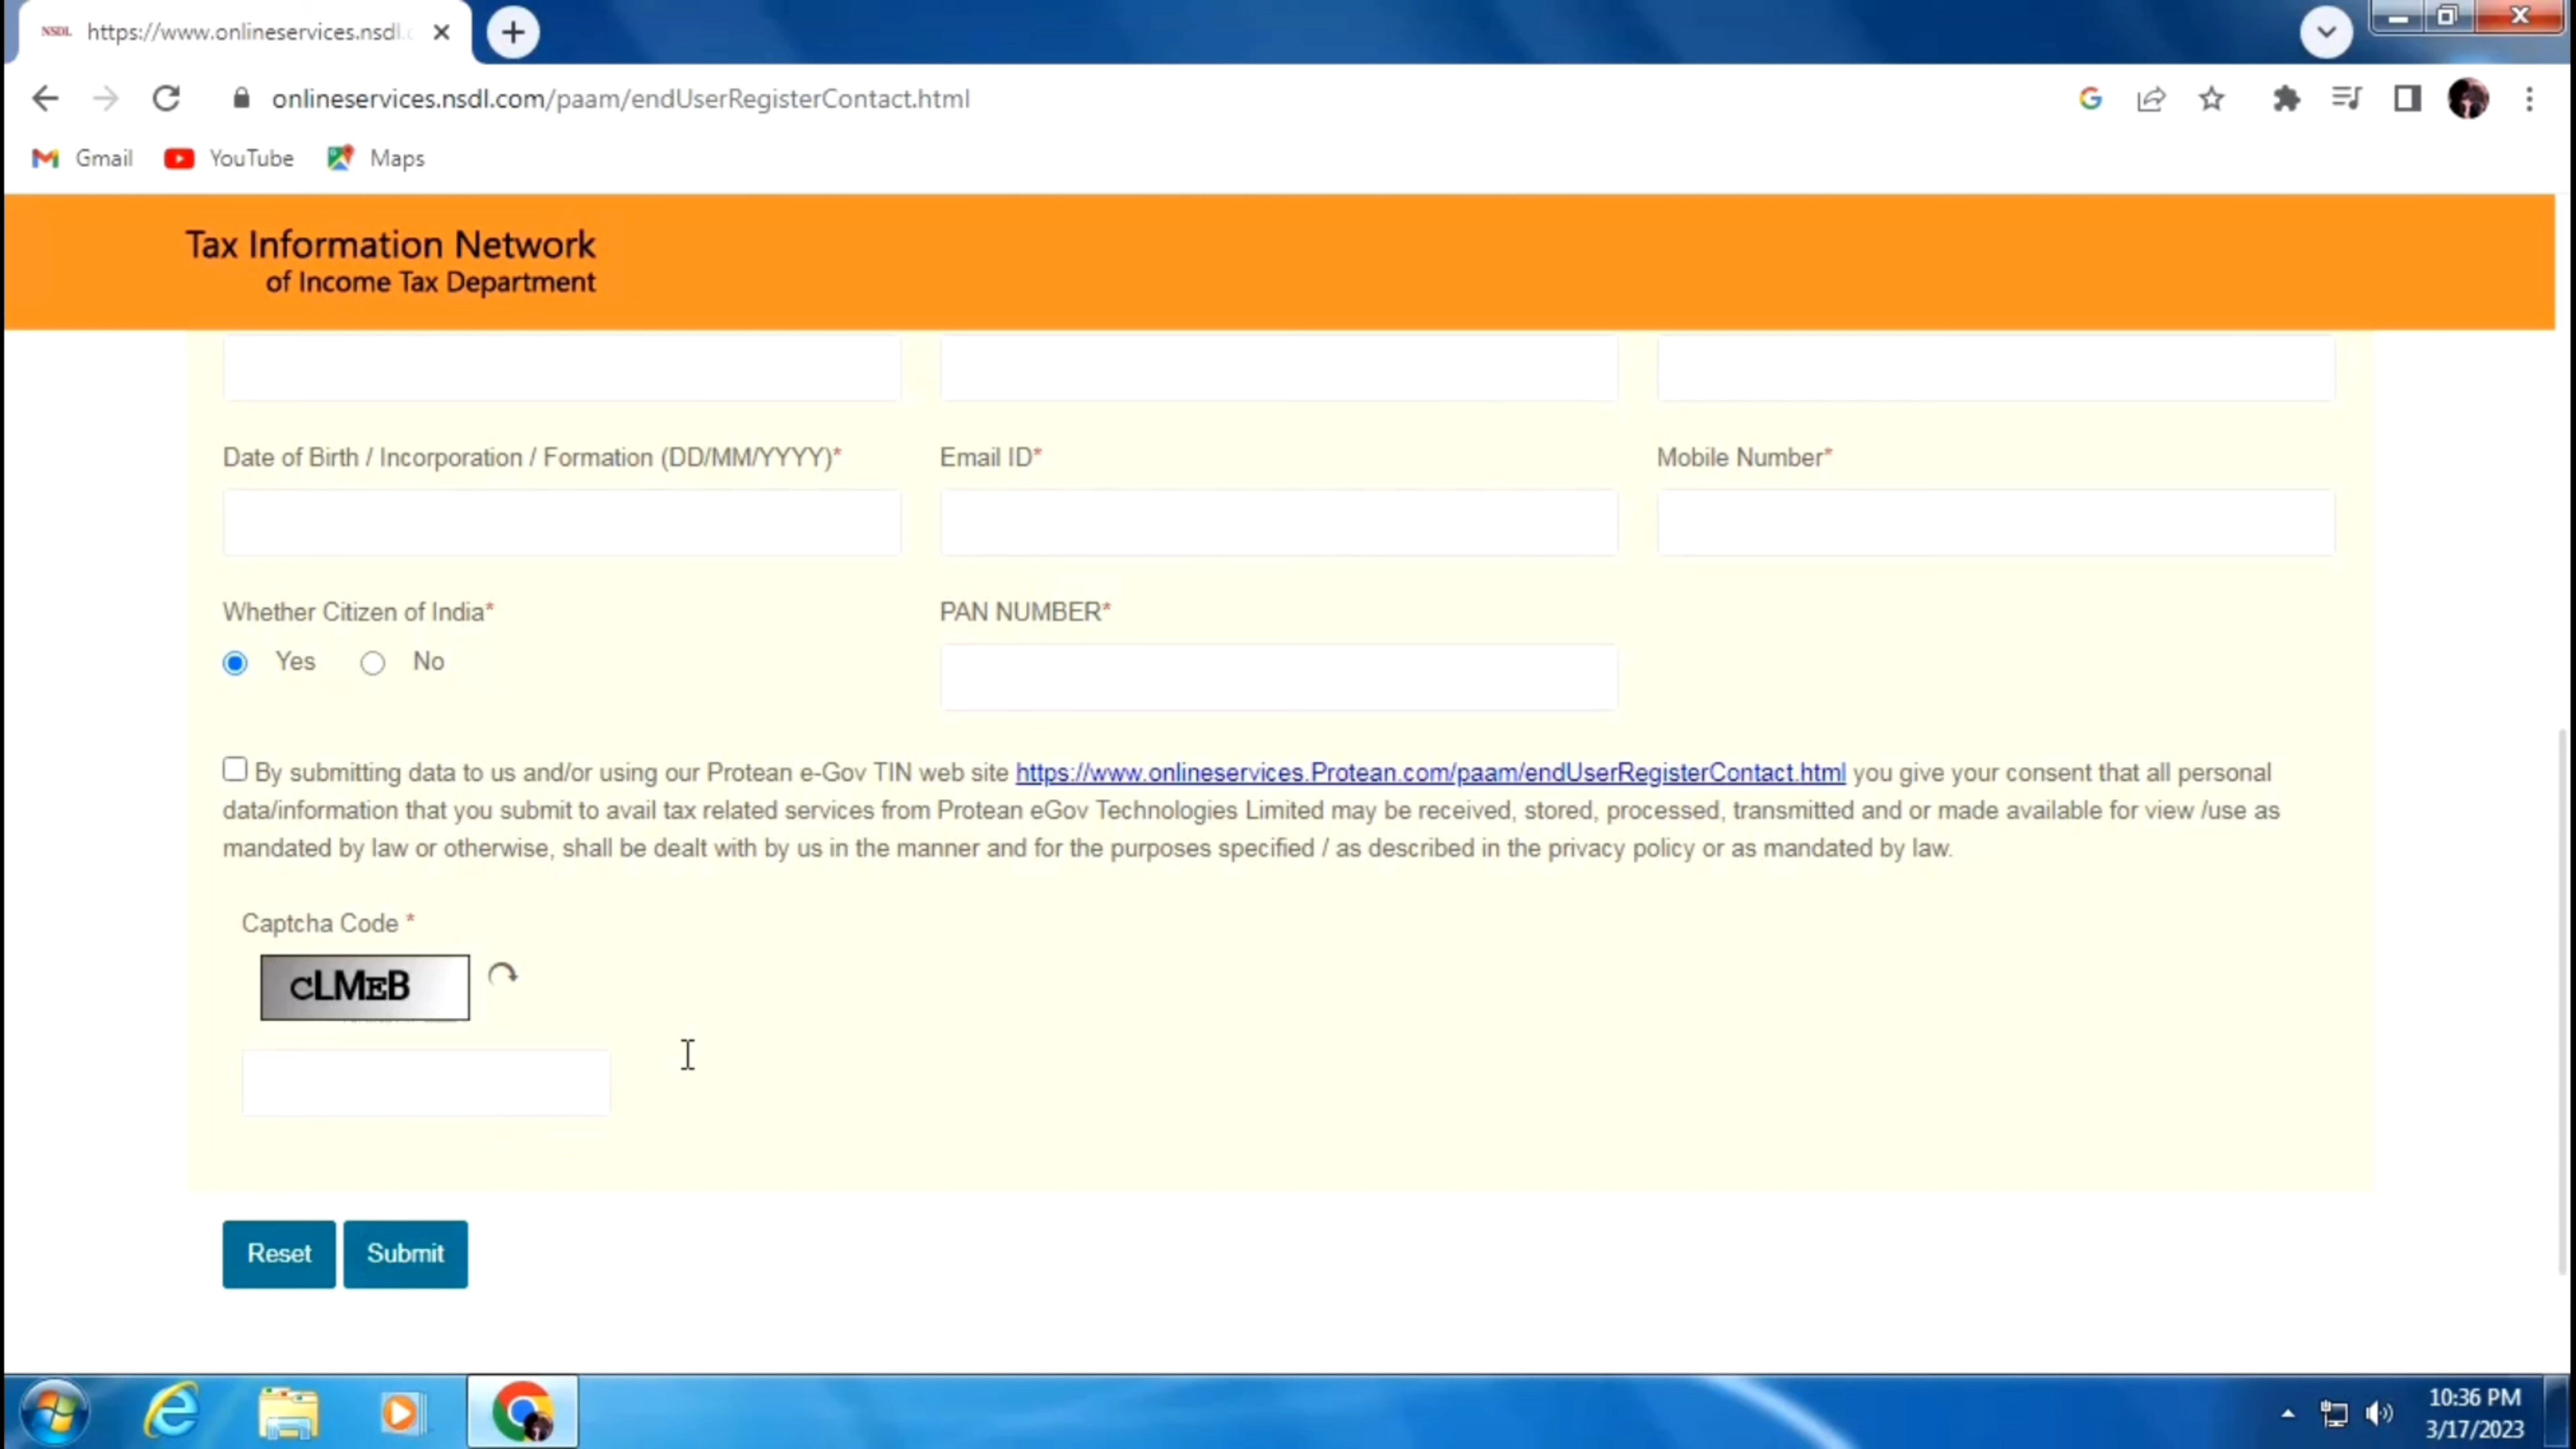 NSDL https://www.onlineservices.nsdl.c
onlineservices.nsdl.com/paam/endUserRegisterContact.html
Gmail YouTube Maps
Tax Information Network
of Income Tax Department
Date of Birth / Incorporation / Formation (DD/MM/YYYY)* Email ID* Mobile Number*
Whether Citizen of India* PAN NUMBER*
Yes No
By submitting data to us and/or using our Protean e-Gov TIN web site https://www.onlineservices.Protean.com/paam/endUserRegisterContact.html you give your consent that all personal
data/information that you submit to avail tax related services from Protean eGov Technologies Limited may be received, stored, processed, transmitted and or made available for view /use as
mandated by law or otherwise, shall be dealt with by us in the manner and for the purposes specified / as described in the privacy policy or as mandated by law.
Captcha Code *
cLMEB
Reset Submit
10:36 PM
3/17/2023